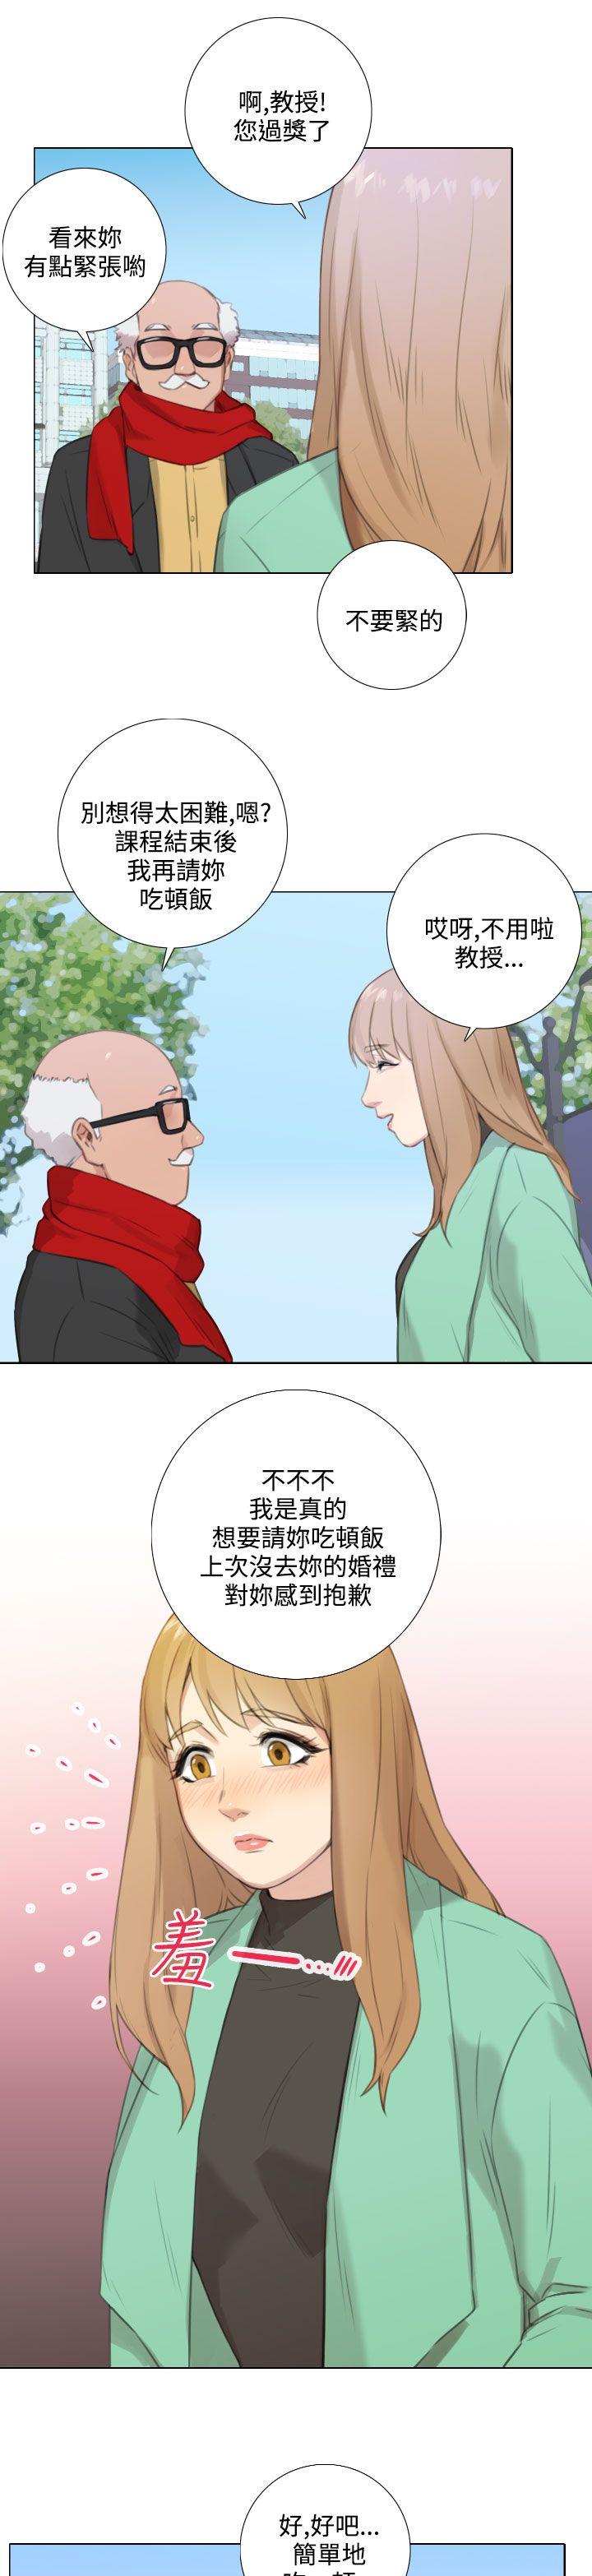 啊,教授!
您過獎了
看來妳
有點緊張喲
不要緊的
別想得太困難,嗯?
課程結束後
我再請妳
吃頓飯
哎呀,不用啦
教授...
不不不
我是真的
想要請妳吃頓飯
上次沒去妳的婚禮
對妳感到抱歉
羞
好,好吧...
簡單地